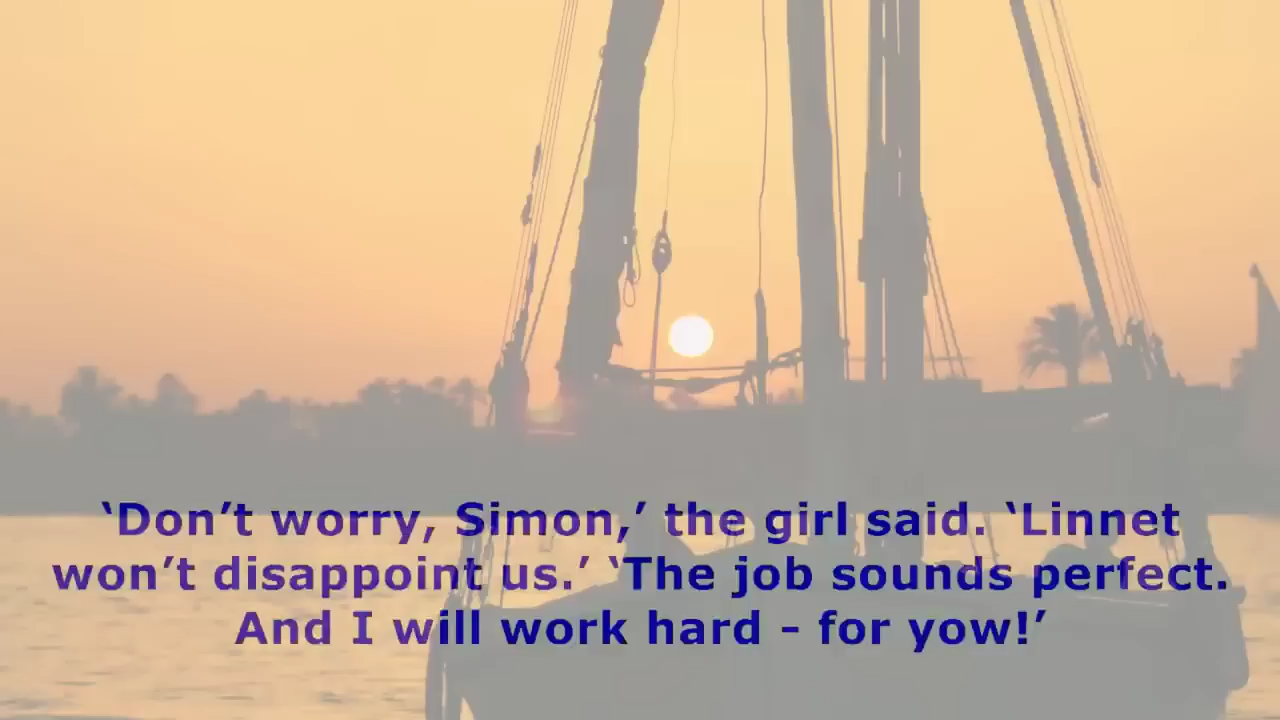 ‘Don’t worry, Simon,’ the girl said. ‘Linnet
won’t disappoint us.’ ‘The job sounds perfect.
And I will work hard - for yow!’